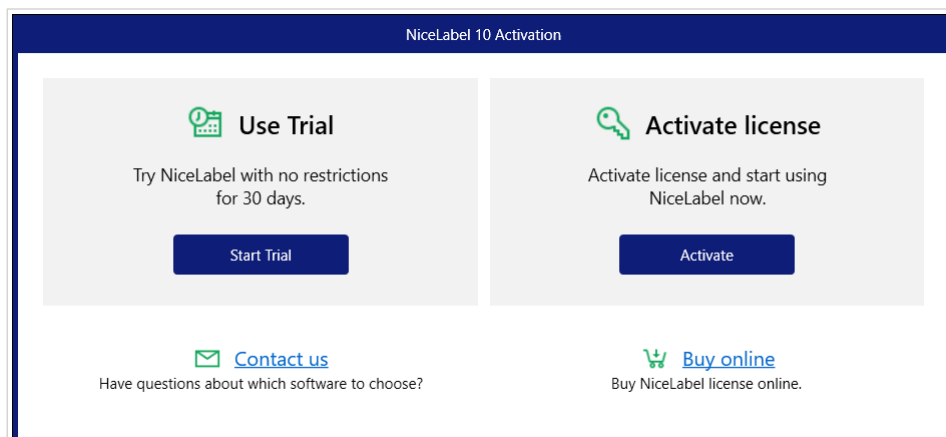 NiceLabel 10 Activation
Use Trial
Try NiceLabel with no restrictions
for 30 days.
Start Trial
Activate license
Activate license and start using
NiceLabel now.
Activate
Contact us
Have questions about which software to choose?
Buy online
Buy NiceLabel license online.